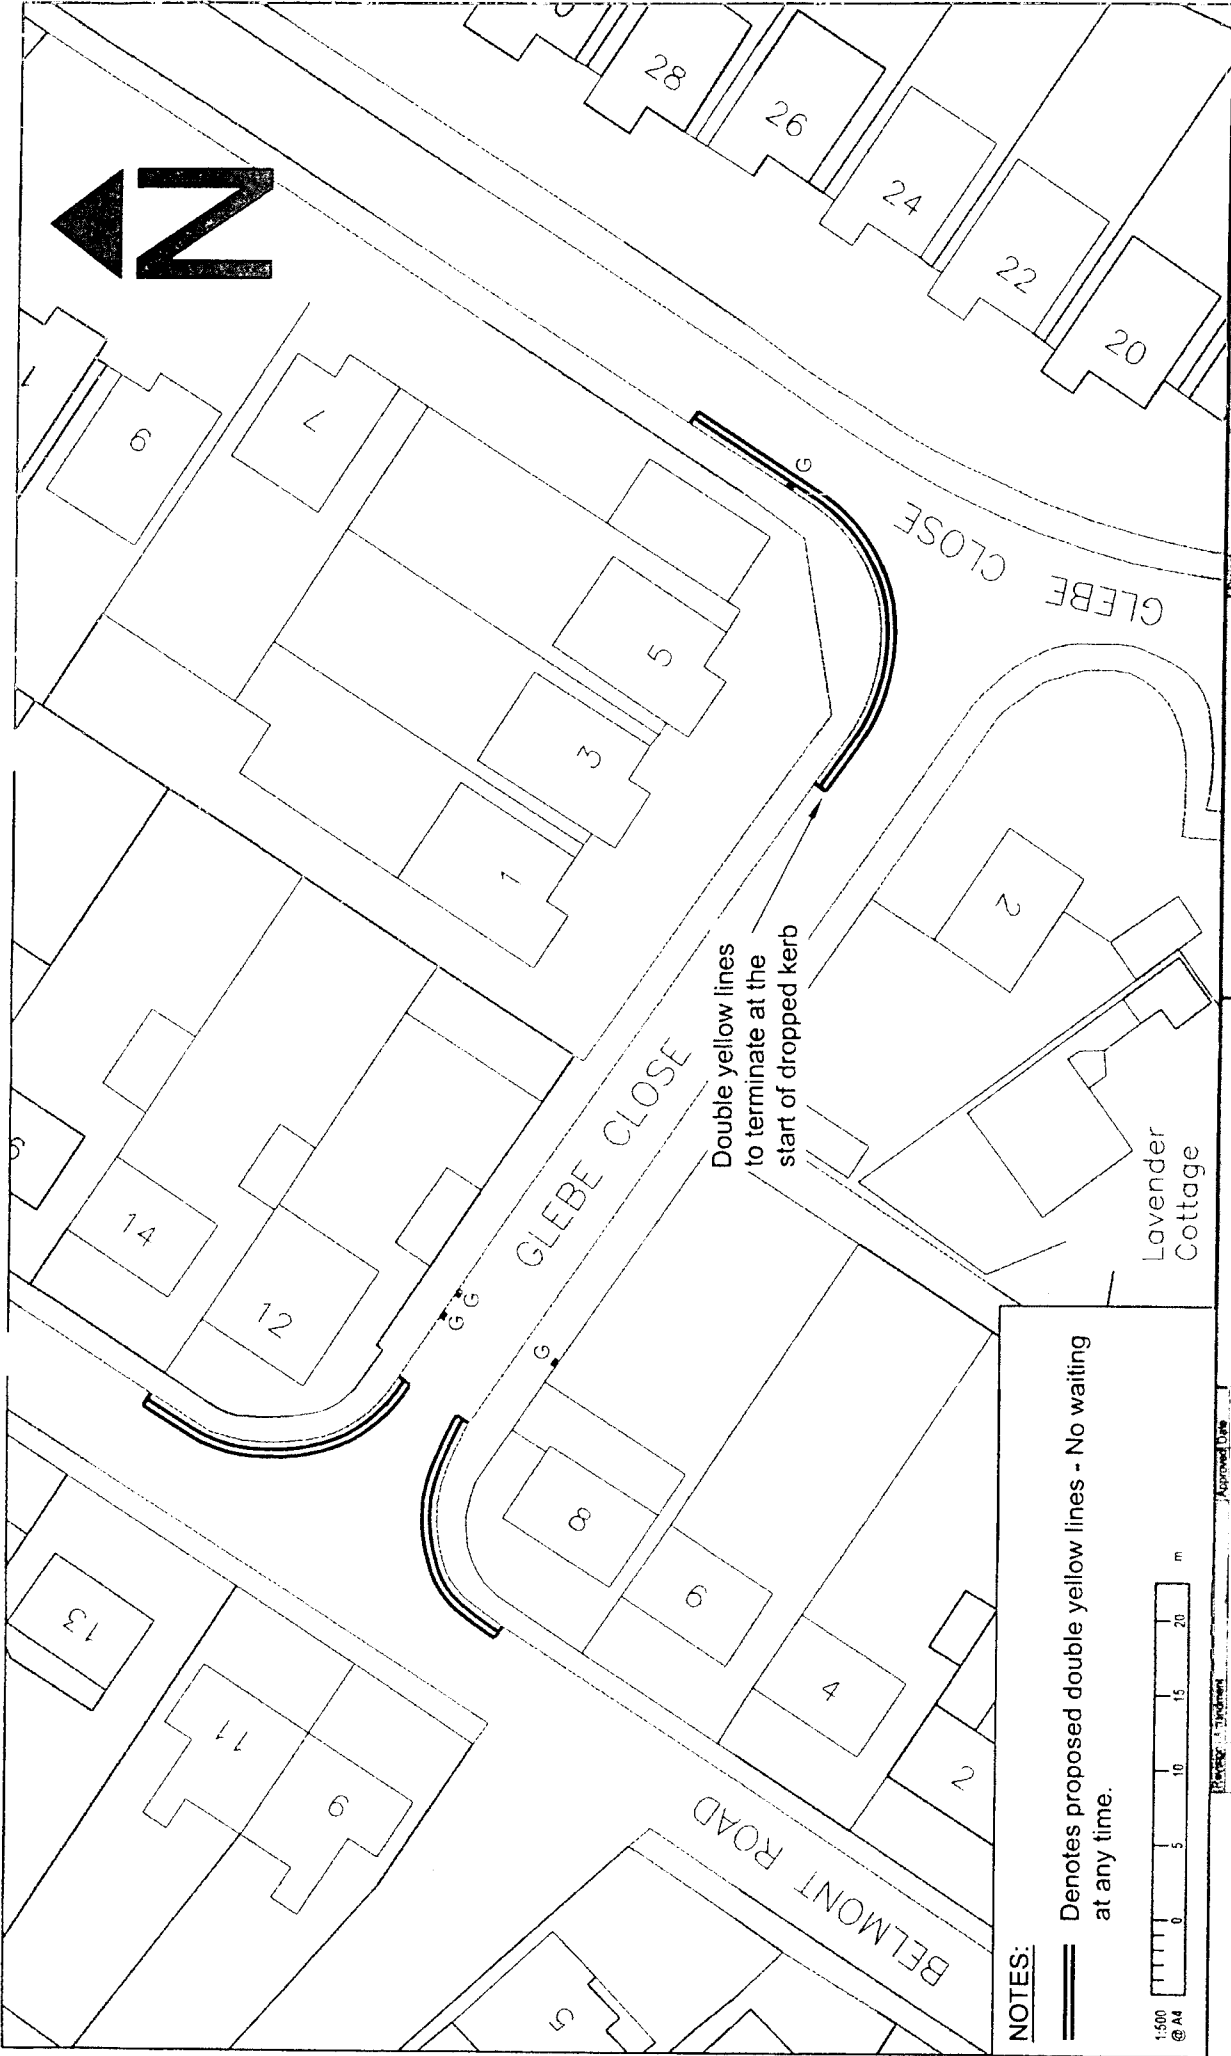 N
28
26
24
22
20
6
7
5
3
1
14
12
GLEBE CLOSE
GLEBE CLOSE
G
G
G
G
Double yellow lines
to terminate at the
start of dropped kerb
2
Lavender
Cottage
8
6
4
2
13
11
9
5
BELMONT ROAD
NOTES:
Denotes proposed double yellow lines - No waiting
at any time.
1:500
@ A4
0 5 10 15 20 m
Approved Date